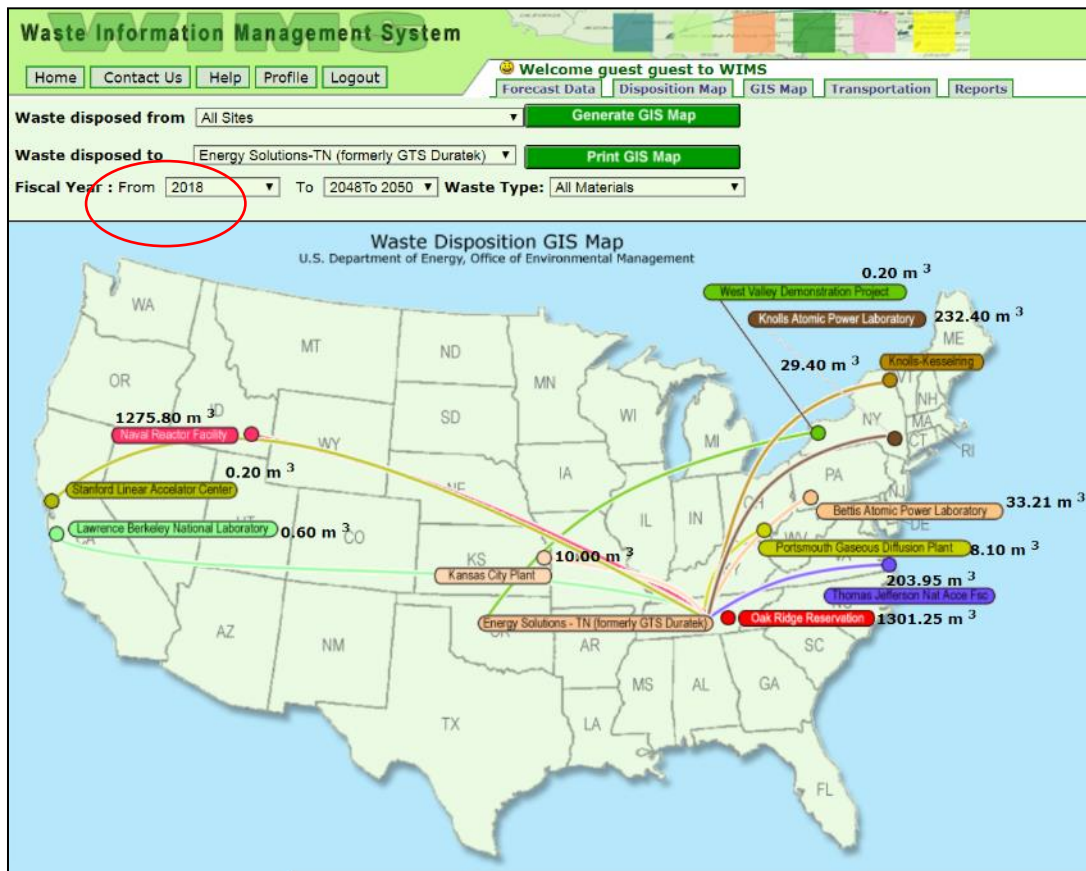 Waste Information Management System
Home Contact Us Help Profile Logout
Welcome guest guest to WIMS
Forecast Data Disposition Map GIS Map Transportation Reports
Waste disposed from All Sites Generate GIS Map
Waste disposed to Energy Solutions-TN (formerly GTS Duratek) Print GIS Map
Fiscal Year : From 2018 To 2048To 2050 Waste Type: All Materials
Waste Disposition GIS Map
U.S. Department of Energy, Office of Environmental Management
0.20 m 3
West Valley Demonstration Project
WA
Knolls Atomic Power Laboratory 232.40 m 3
ME
MT
ND
29.40 m 3
Knolls-Kesselring
VT
OR
MN
NH
ID
SD
WI
NY
MA
1275.80 m 3
Naval Reactor Facility
WY
MI
CT
RI
0.20 m 3
IA
PA
Stanford Linear Accelator Center
NE
NJ
33.21 m 3
Bettis Atomic Power Laboratory
Lawrence Berkeley National Laboratory 0.60 m 3
IL
IN
DE
CA
UT
CO
WV
VA
Portsmouth Gaseous Diffusion Plant
8.10 m 3
KS
10.00 m 3
Kansas City Plant
203.95 m 3
Thomas Jefferson Nat Acce Fsc
Energy Solutions - TN (formerly GTS Duratek)
Oak Ridge Reservation 1301.25 m 3
AZ
NM
OK
AR
SC
MS
AL
GA
TX
LA
FL